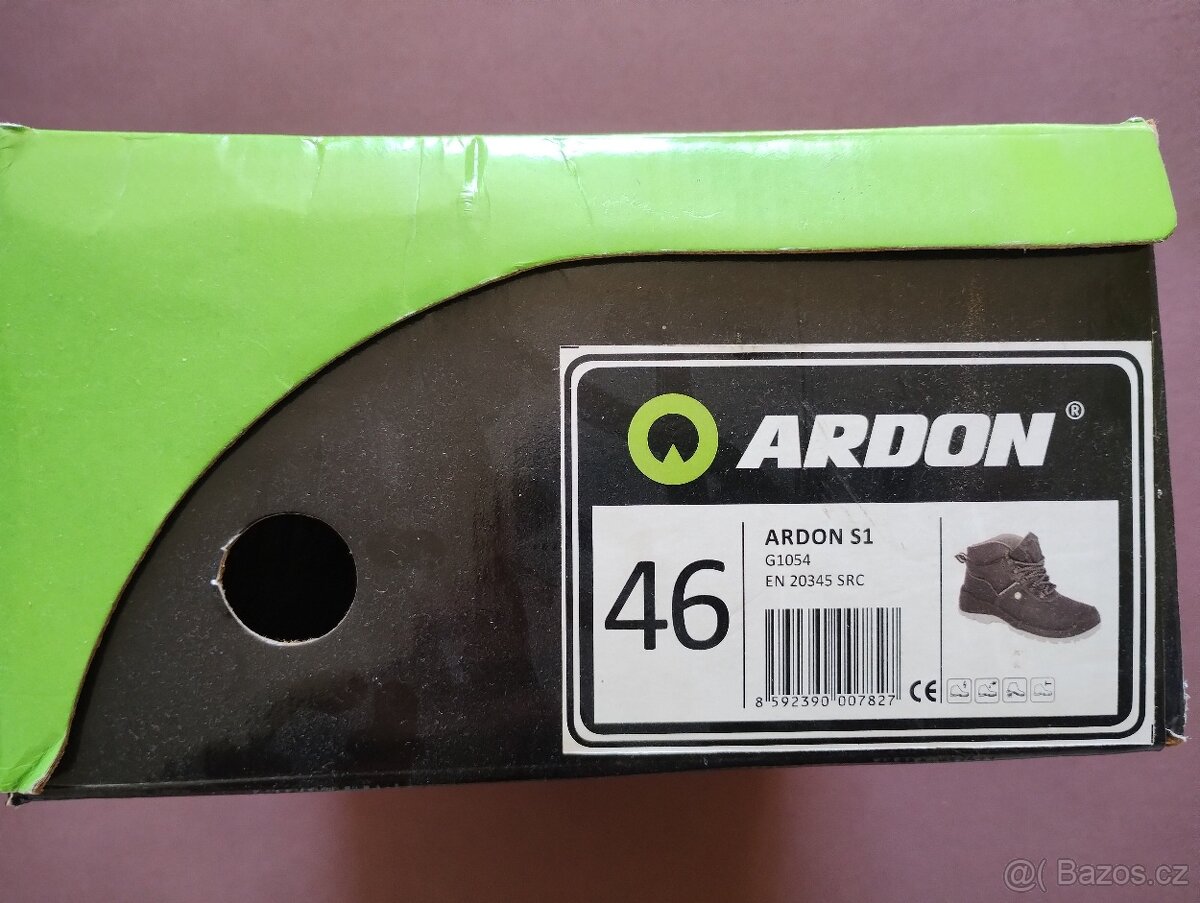 ARDON ®
46
ARDON S1
G1054
EN 20345 SRC
8 592390 007827
CE
@( Bazos.cz